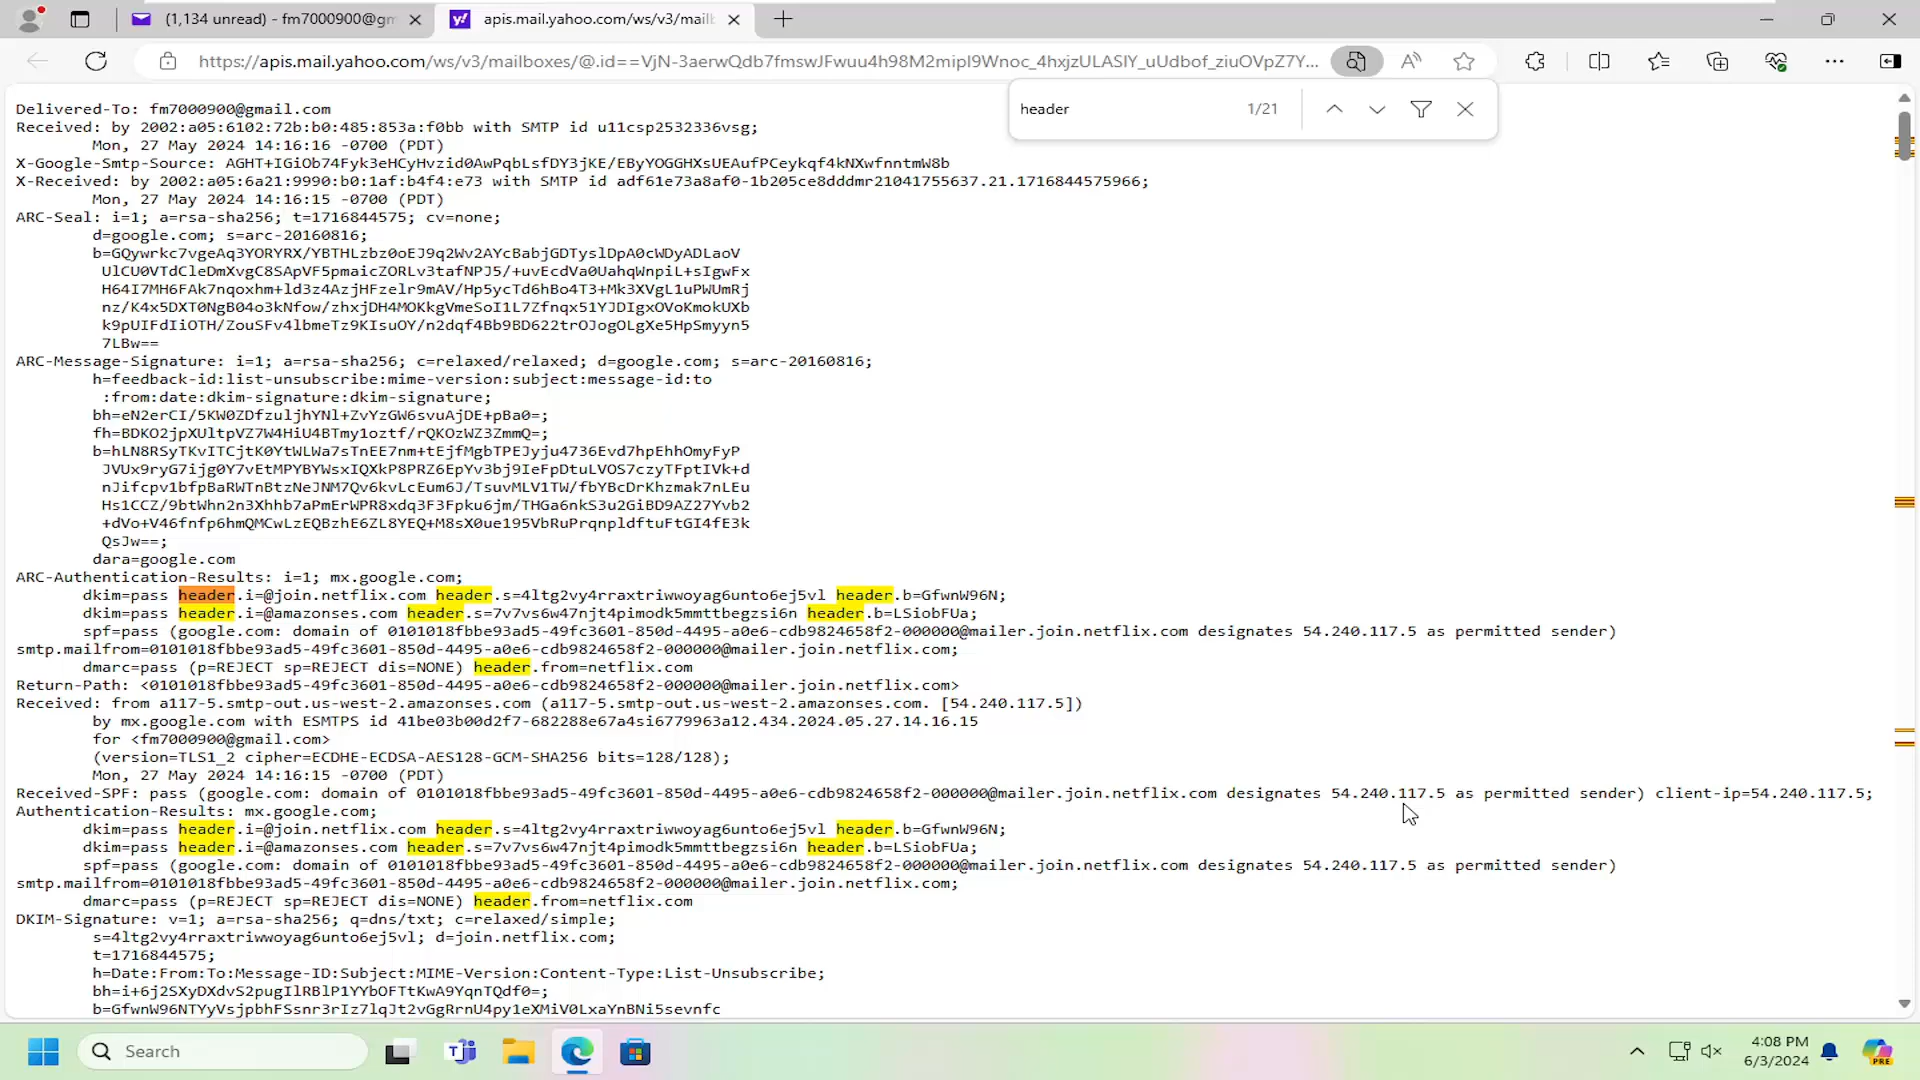 (1,134 unread) - fm7000900@gm
apis.mail.yahoo.com/ws/v3/mailb
https://apis.mail.yahoo.com/ws/v3/mailboxes/@.id==VjN-3aerwQdb7fmswJFwuu4h98M2mipI9Wnoc_4hxjzULASlY_uUdbof_ziuOVpZ7Y...
header 1/21
Delivered-To: fm7000900@gmail.com
Received: by 2002:a05:6102:72b:b0:485:853a:f0bb with SMTP id u11csp2532336vsg;
Mon, 27 May 2024 14:16:16 -0700 (PDT)
X-Google-Smtp-Source: AGHT+IGiOb74Fyk3eHCyHvzid0AwPqbLsfDY3jKE/EByYOGGHXsUEAufPCeykqf4kNXwfnntmW8b
X-Received: by 2002:a05:6a21:9990:b0:1af:b4f4:e73 with SMTP id adf61e73a8af0-1b205ce8dddmr21041755637.21.1716844575966;
Mon, 27 May 2024 14:16:15 -0700 (PDT)
ARC-Seal: i=1; a=rsa-sha256; t=1716844575; cv=none;
d=google.com; s=arc-20160816;
b=GQywrkc7vgeAq3YORYRX/YBTHLzbz0oEJ9q2Wv2AYcBabjGDTyslDpA0cWDyADLaoV
UlCU0VTdCleDmXvgC8SApVF5pmaicZORLv3tafNPJ5/+uvEcdVa0UahqWnpiL+sIgwFx
H64I7MH6FAk7nqoxhm+ld3z4AzjHFzelr9mAV/Hp5ycTd6hBo4T3+Mk3XVgL1uPWUmRj
nz/K4x5DXT0NgB04o3kNfow/zhxjDH4MOKkgVmeSoI1L7Zfnqx51YJDIgxOVoKmokUXb
k9pUIFdIiOTH/ZouSFv4lbmeTz9KIsuOY/n2dqf4Bb9BD622trOJogOLgXe5HpSmyyn5
7LBw==
ARC-Message-Signature: i=1; a=rsa-sha256; c=relaxed/relaxed; d=google.com; s=arc-20160816;
h=feedback-id:list-unsubscribe:mime-version:subject:message-id:to
:from:date:dkim-signature:dkim-signature;
bh=eN2erCI/5KW0ZDfzuljhYNl+ZvYzGW6svuAjDE+pBa0=;
fh=BDKO2jpXUltpVZ7W4HiU4BTmy1oztf/rQKOzWZ3ZmmQ=;
b=hLN8RSyTKvITCjtK0YtWLWa7sTnEE7nm+tEjfMgbTPEJyju4736Evd7hpEhhOmyFyP
JVUx9ryG7ijg0Y7vEtMPYBYWsxIQXkP8PRZ6EpYv3bj9IeFpDtuLVOS7czyTFptIVk+d
nJifcpv1bfpBaRWTnBtzNeJNM7Qv6kvLcEum6J/TsuvMLV1TW/fbYBcDrKhzmak7nLEu
Hs1CCZ/9btWhn2n3Xhhb7aPmErWPR8xdq3F3Fpku6jm/THGa6nkS3u2GiBD9AZ27Yvb2
+dVo+V46fnfp6hmQMCwLzEQBzhE6ZL8YEQ+M8sX0ue195VbRuPrqnpldftuFtGI4fE3k
QsJw==;
dara=google.com
ARC-Authentication-Results: i=1; mx.google.com;
dkim=pass header.i=@join.netflix.com header.s=4ltg2vy4rraxtriwwoyag6unto6ej5vl header.b=GfwnW96N;
dkim=pass header.i=@amazonses.com header.s=7v7vs6w47njt4pimodk5mmttbegzsi6n header.b=LSiobFUa;
spf=pass (google.com: domain of 0101018fbbe93ad5-49fc3601-850d-4495-a0e6-cdb9824658f2-000000@mailer.join.netflix.com designates 54.240.117.5 as permitted sender)
smtp.mailfrom=0101018fbbe93ad5-49fc3601-850d-4495-a0e6-cdb9824658f2-000000@mailer.join.netflix.com;
dmarc=pass (p=REJECT sp=REJECT dis=NONE) header.from=netflix.com
Return-Path: <0101018fbbe93ad5-49fc3601-850d-4495-a0e6-cdb9824658f2-000000@mailer.join.netflix.com>
Received: from a117-5.smtp-out.us-west-2.amazonses.com (a117-5.smtp-out.us-west-2.amazonses.com. [54.240.117.5])
by mx.google.com with ESMTPS id 41be03b00d2f7-682288e67a4si6779963a12.434.2024.05.27.14.16.15
for <fm7000900@gmail.com>
(version=TLS1_2 cipher=ECDHE-ECDSA-AES128-GCM-SHA256 bits=128/128);
Mon, 27 May 2024 14:16:15 -0700 (PDT)
Received-SPF: pass (google.com: domain of 0101018fbbe93ad5-49fc3601-850d-4495-a0e6-cdb9824658f2-000000@mailer.join.netflix.com designates 54.240.117.5 as permitted sender) client-ip=54.240.117.5;
Authentication-Results: mx.google.com;
dkim=pass header.i=@join.netflix.com header.s=4ltg2vy4rraxtriwwoyag6unto6ej5vl header.b=GfwnW96N;
dkim=pass header.i=@amazonses.com header.s=7v7vs6w47njt4pimodk5mmttbegzsi6n header.b=LSiobFUa;
spf=pass (google.com: domain of 0101018fbbe93ad5-49fc3601-850d-4495-a0e6-cdb9824658f2-000000@mailer.join.netflix.com designates 54.240.117.5 as permitted sender)
smtp.mailfrom=0101018fbbe93ad5-49fc3601-850d-4495-a0e6-cdb9824658f2-000000@mailer.join.netflix.com;
dmarc=pass (p=REJECT sp=REJECT dis=NONE) header.from=netflix.com
DKIM-Signature: v=1; a=rsa-sha256; q=dns/txt; c=relaxed/simple;
s=4ltg2vy4rraxtriwwoyag6unto6ej5vl; d=join.netflix.com;
t=1716844575;
h=Date:From:To:Message-ID:Subject:MIME-Version:Content-Type:List-Unsubscribe;
bh=i+6j2SXyDXdvS2pugIlRBlP1YYbOFTtKwA9YqnTQdf0=;
b=GfwnW96NTYyVsjpbhFSsnr3rIz7lqJt2vGgRrnU4py1eXMiV0LxaYnBNi5sevnfc
Search
4:08 PM
6/3/2024
PRE